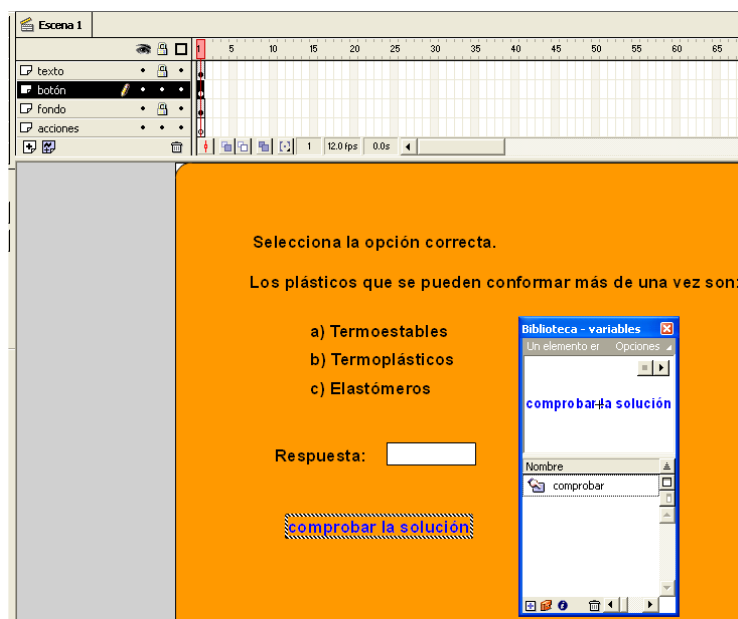 Escena 1
1 5 10 15 20 25 30 35 40 45 50 55 60 65
texto
botón
fondo
acciones
1 12.0 fps 0.0s
Selecciona la opción correcta.
Los plásticos que se pueden conformar más de una vez son:
a) Termoestables
b) Termoplásticos
c) Elastómeros
Respuesta:
comprobar la solución
Biblioteca - variables
Un elemento er Opciones
comprobar la solución
Nombre
comprobar